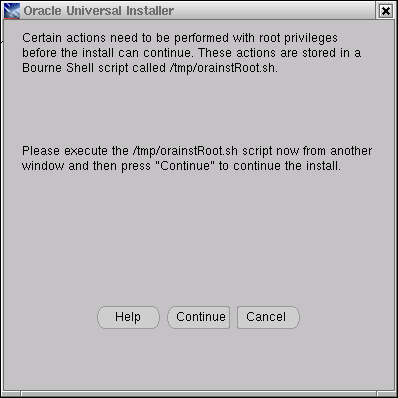 Oracle Universal Installer
Certain actions need to be performed with root privileges
before the install can continue. These actions are stored in a
Bourne Shell script called /tmp/orainstRoot.sh.
Please execute the /tmp/orainstRoot.sh script now from another
window and then press "Continue" to continue the install.
Help
Continue
Cancel